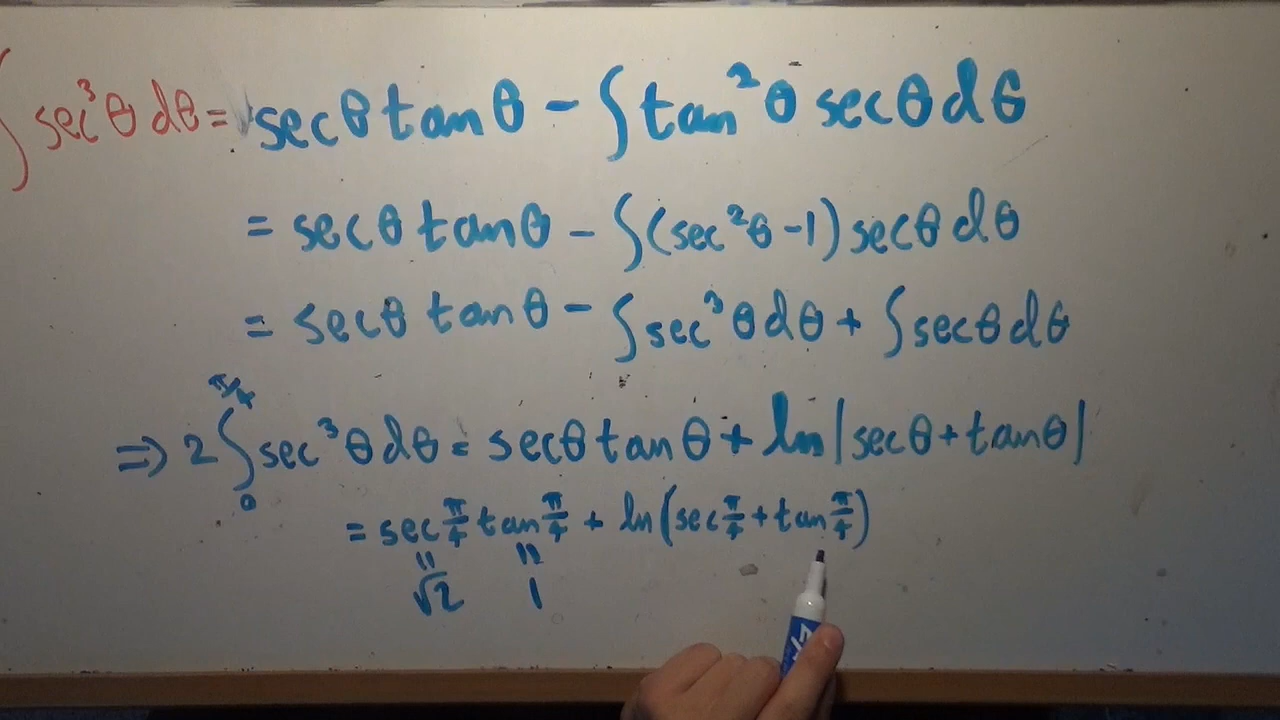 ∫ sec³θ dθ = secθ tanθ - ∫ tan²θ secθ dθ
= secθ tanθ - ∫(sec²θ - 1) secθ dθ
= secθ tanθ - ∫ sec³θ dθ + ∫ secθ dθ
⇒ 2 ∫₀^{π/4} sec³θ dθ = secθ tanθ + ln|secθ + tanθ|
= sec π/4 tan π/4 + ln(sec π/4 + tan π/4)
= =
√2 1